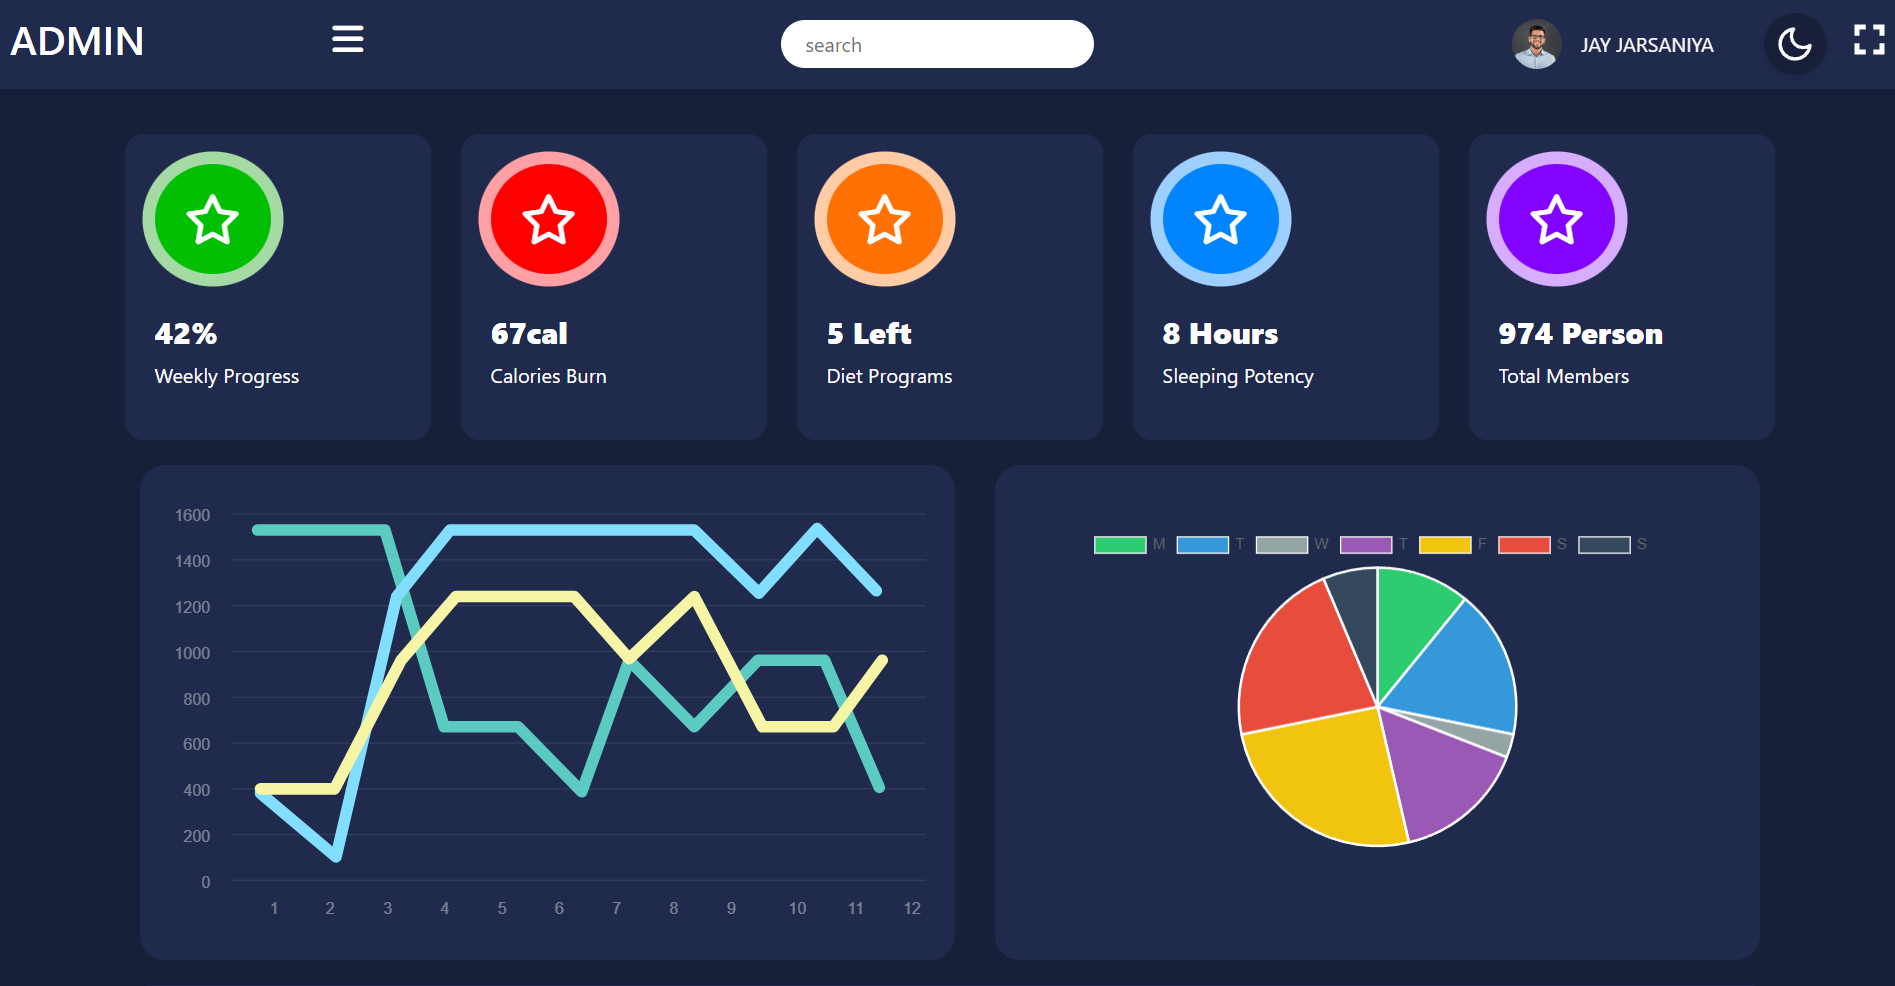 ADMIN
search
JAY JARSANIYA
42%
Weekly Progress
67cal
Calories Burn
5 Left
Diet Programs
8 Hours
Sleeping Potency
974 Person
Total Members
1600
1400
1200
1000
800
600
400
200
0
1 2 3 4 5 6 7 8 9 10 11 12
M T W T F S S